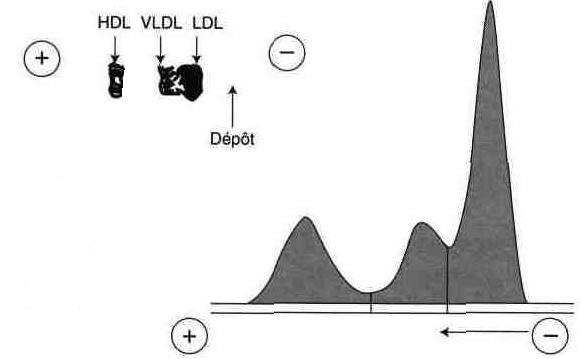 HDL VLDL LDL
+ −
Dépôt
+ −